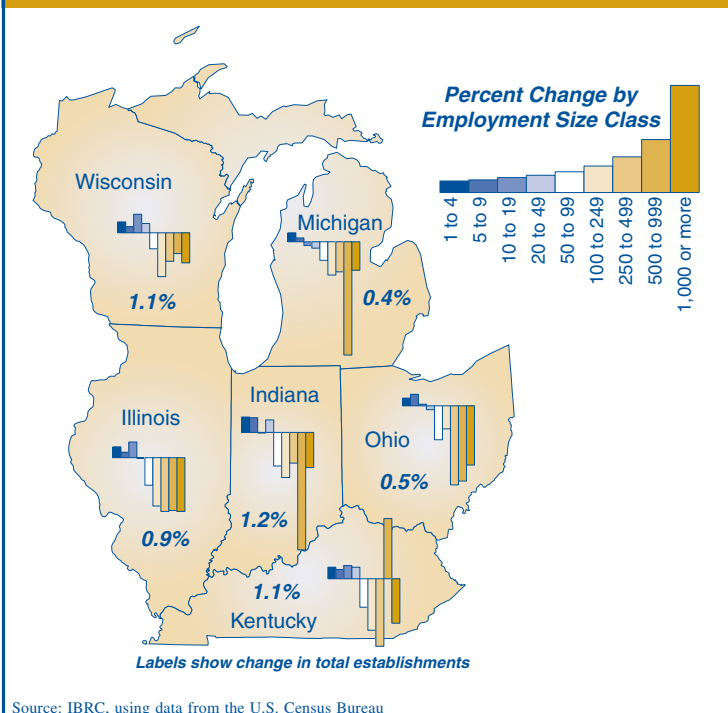 Percent Change by
Employment Size Class
1 to 4
5 to 9
10 to 19
20 to 49
50 to 99
100 to 249
250 to 499
500 to 999
1,000 or more
Wisconsin
1.1%
Michigan
0.4%
Illinois
0.9%
Indiana
1.2%
Ohio
0.5%
1.1%
Kentucky
Labels show change in total establishments
Source: IBRC, using data from the U.S. Census Bureau